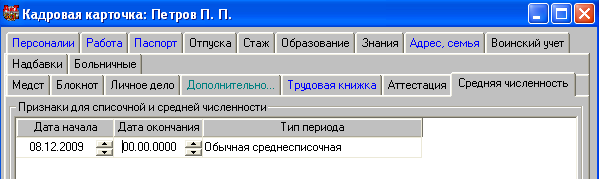 Кадровая карточка: Петров П. П.
Персоналии Работа Паспорт Отпуска Стаж Образование Знания Адрес, семья Воинский учет
Надбавки Больничные
Медст Блокнот Личное дело Дополнительно... Трудовая книжка Аттестация Средняя численность
Признаки для списочной и средней численности
Дата начала Дата окончания Тип периода
08.12.2009 00.00.0000 Обычная среднесписочная